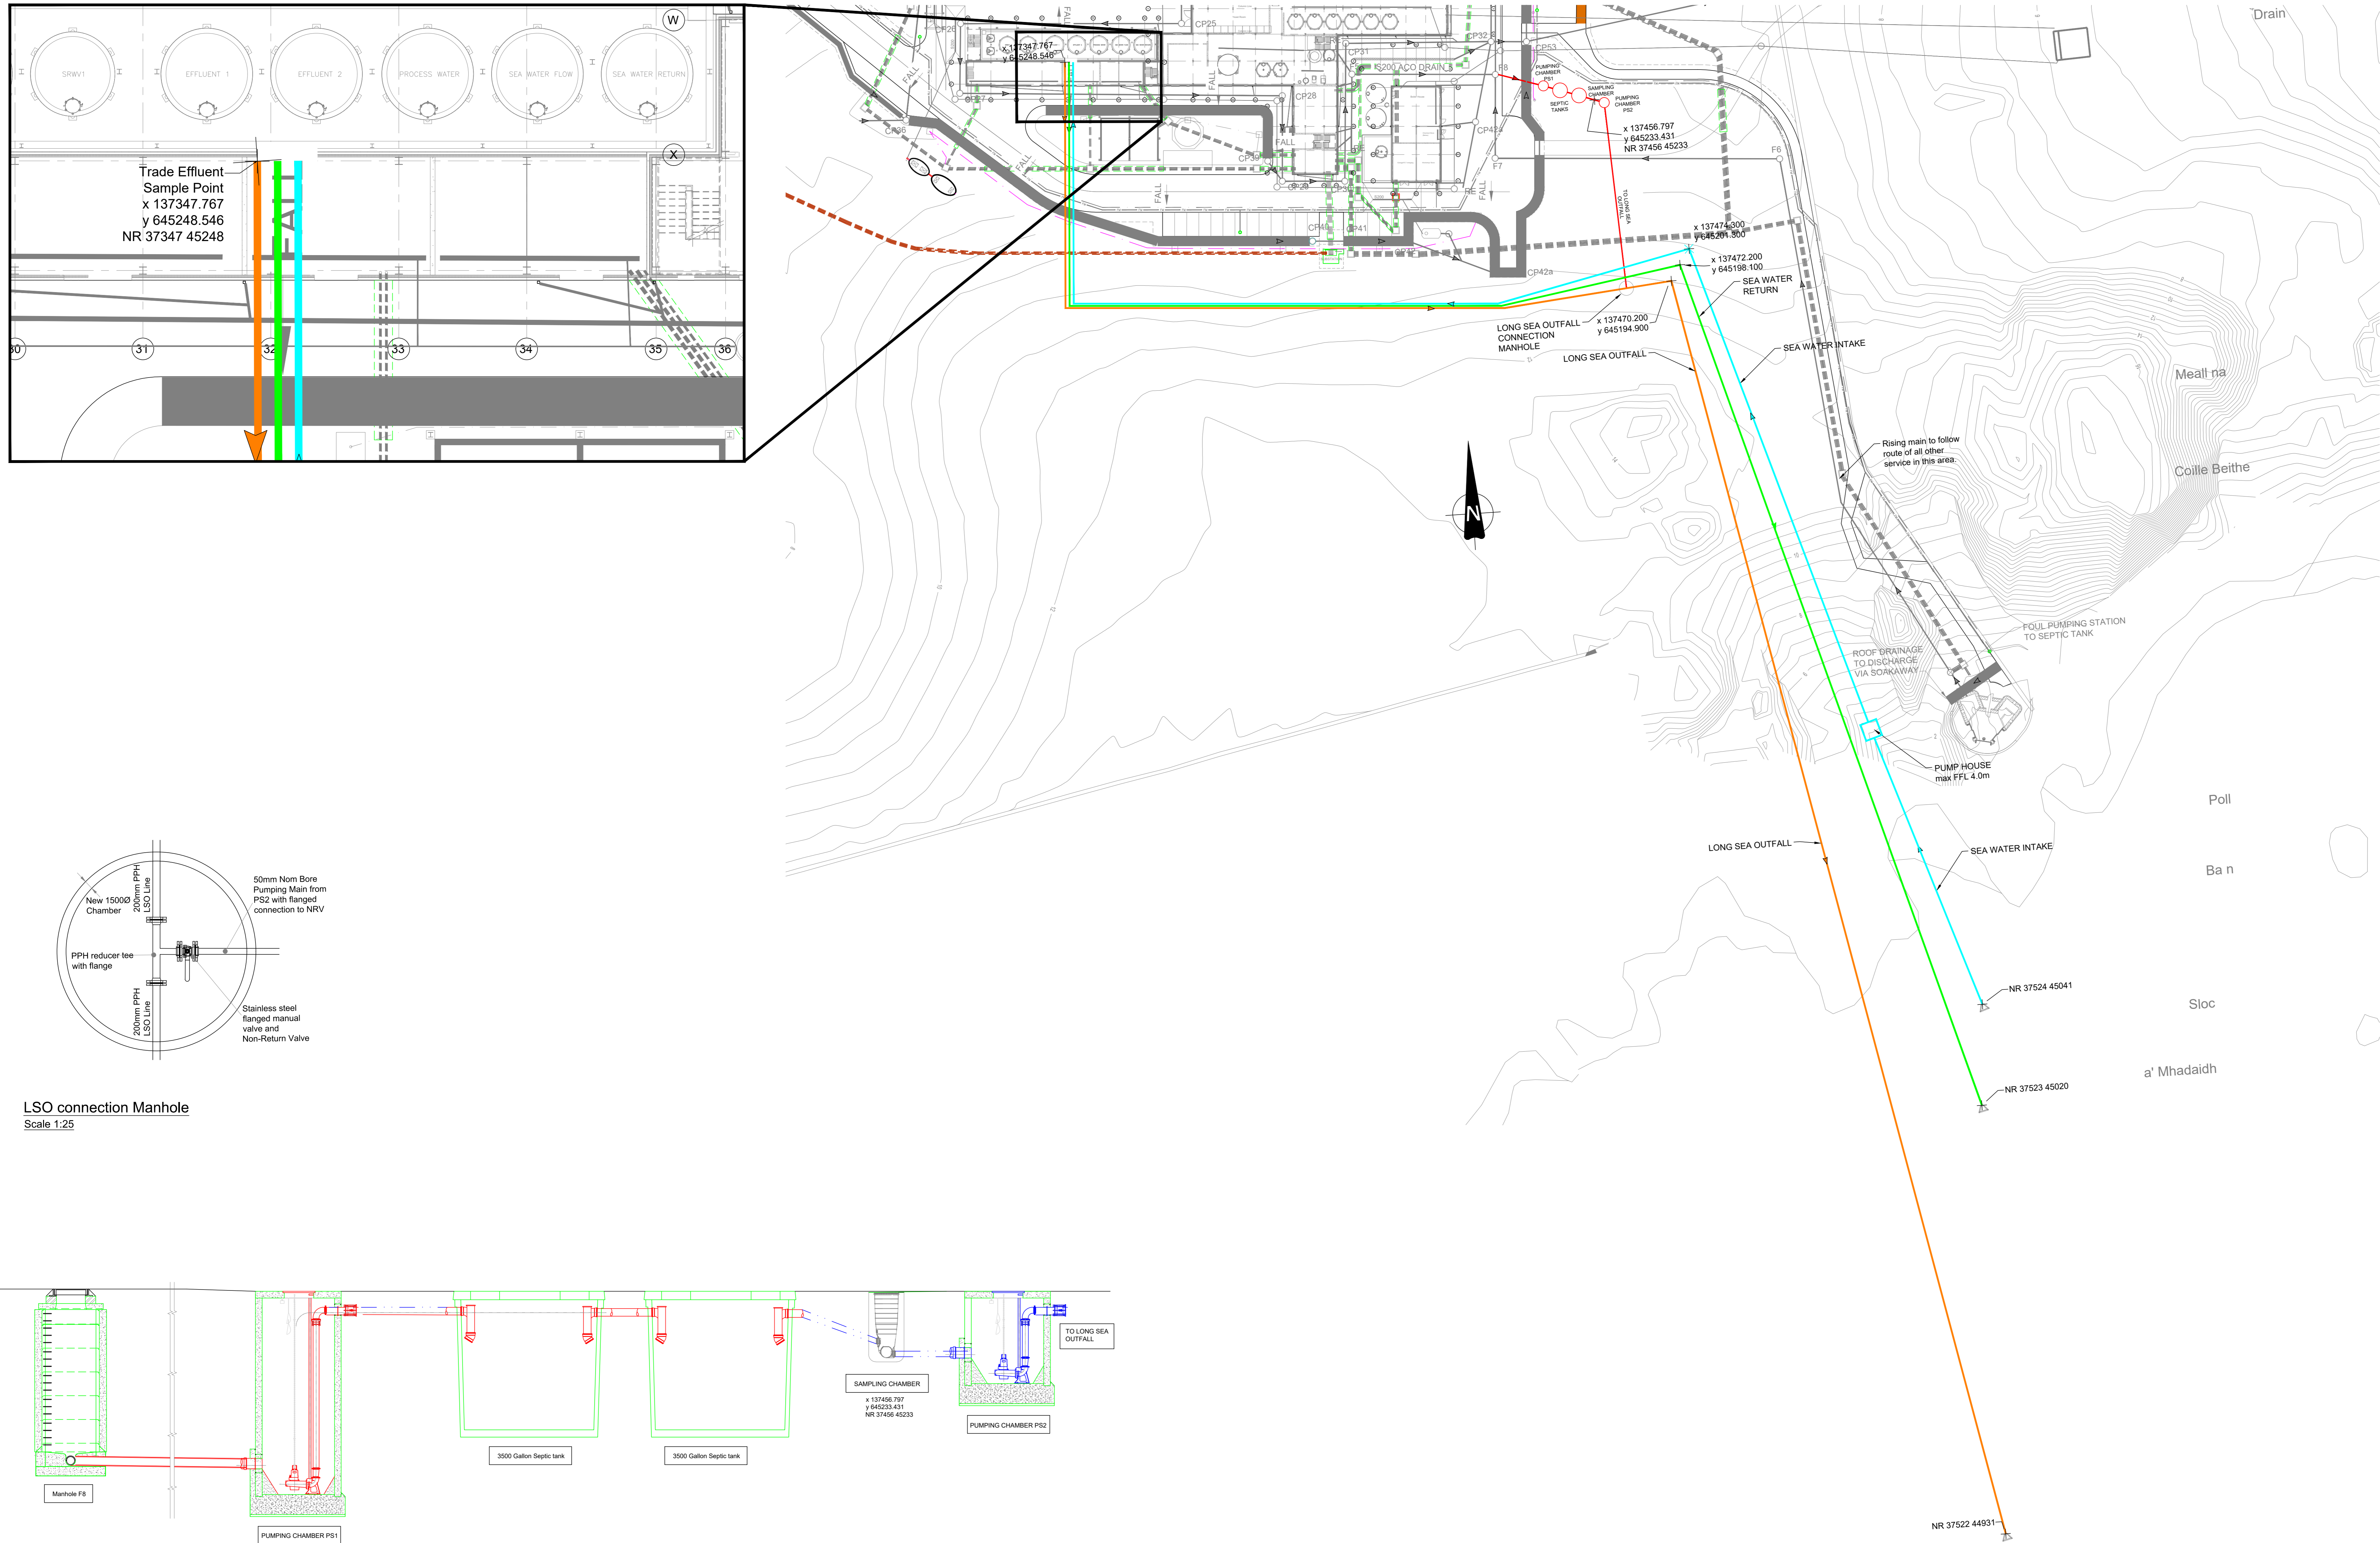 W
SRWV1
EFFLUENT 1
EFFLUENT 2
PROCESS WATER
SEA WATER FLOW
SEA WATER RETURN
X
Trade Effluent
Sample Point
x 137347.767
y 645248.546
NR 37347 45248
30
31
32
33
34
35
36
FALL
CP25
CP26
x 137347.767
y 645248.546
FALL
FALL
CP28
CP36
FALL
FALL
CP31
CP32
CP53
S200 ACO DRAIN
F8
PUMPING
CHAMBER
PS1
SEPTIC
TANKS
SAMPLING
CHAMBER
PUMPING
CHAMBER
PS2
x 137456.797
y 645233.431
NR 37456 45233
CP42a
F7
F6
FALL
RE
RE
FALL
CP40
CP41
CP42a
TO LONG SEA
OUTFALL
x 137474.300
y 645201.300
x 137472.200
y 645198.100
SEA WATER
RETURN
x 137470.200
y 645194.900
LONG SEA OUTFALL
CONNECTION
MANHOLE
LONG SEA OUTFALL
SEA WATER INTAKE
Drain
Meall na
Coille Beithe
Rising main to follow
route of all other
service in this area.
N
FOUL PUMPING STATION
TO SEPTIC TANK
ROOF DRAINAGE
TO DISCHARGE
VIA SOAKAWAY
PUMP HOUSE
max FFL 4.0m
Poll
Ba n
Sloc
a' Mhadaidh
LONG SEA OUTFALL
SEA WATER INTAKE
NR 37524 45041
NR 37523 45020
NR 37522 44931
New 1500Ø
Chamber
200mm PPH
LSO Line
50mm Nom Bore
Pumping Main from
PS2 with flanged
connection to NRV
PPH reducer tee
with flange
200mm PPH
LSO Line
Stainless steel
flanged manual
valve and
Non-Return Valve
LSO connection Manhole
Scale 1:25
Manhole F8
PUMPING CHAMBER PS1
3500 Gallon Septic tank
3500 Gallon Septic tank
SAMPLING CHAMBER
x 137456.797
y 645233.431
NR 37456 45233
PUMPING CHAMBER PS2
TO LONG SEA
OUTFALL